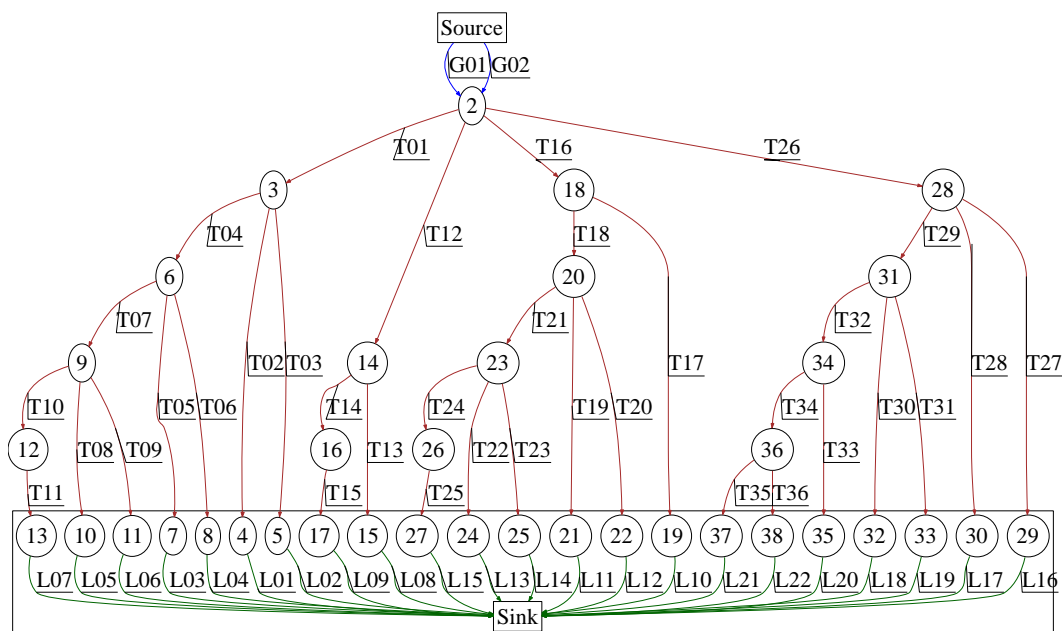 Source
G01 G02
2
T01 T16 T26
3 18 28
T04 T12 T18 T29
6 20 31
T07 T21 T32
9 14 23 34
T02 T03 T17 T28 T27
T10 T05 T06 T14 T24 T19 T20 T34 T30 T31
12 16 26 36
T08 T09 T13 T22 T23 T33
T11 T15 T25 T35 T36
13 10 11 7 8 4 5 17 15 27 24 25 21 22 19 37 38 35 32 33 30 29
L07 L05 L06 L03 L04 L01 L02 L09 L08 L15 L13 L14 L11 L12 L10 L21 L22 L20 L18 L19 L17 L16
Sink